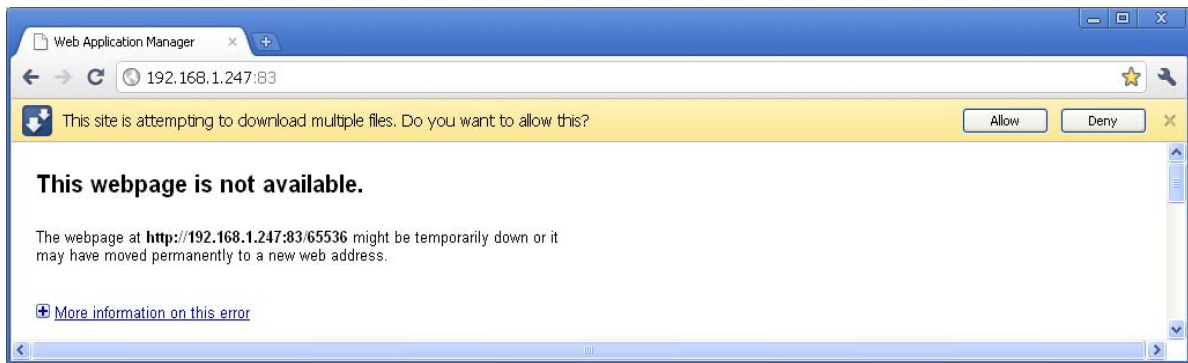 Web Application Manager
192.168.1.247:83
This site is attempting to download multiple files. Do you want to allow this?
Allow
Deny
This webpage is not available.
The webpage at http://192.168.1.247:83/65536 might be temporarily down or it
may have moved permanently to a new web address.
More information on this error